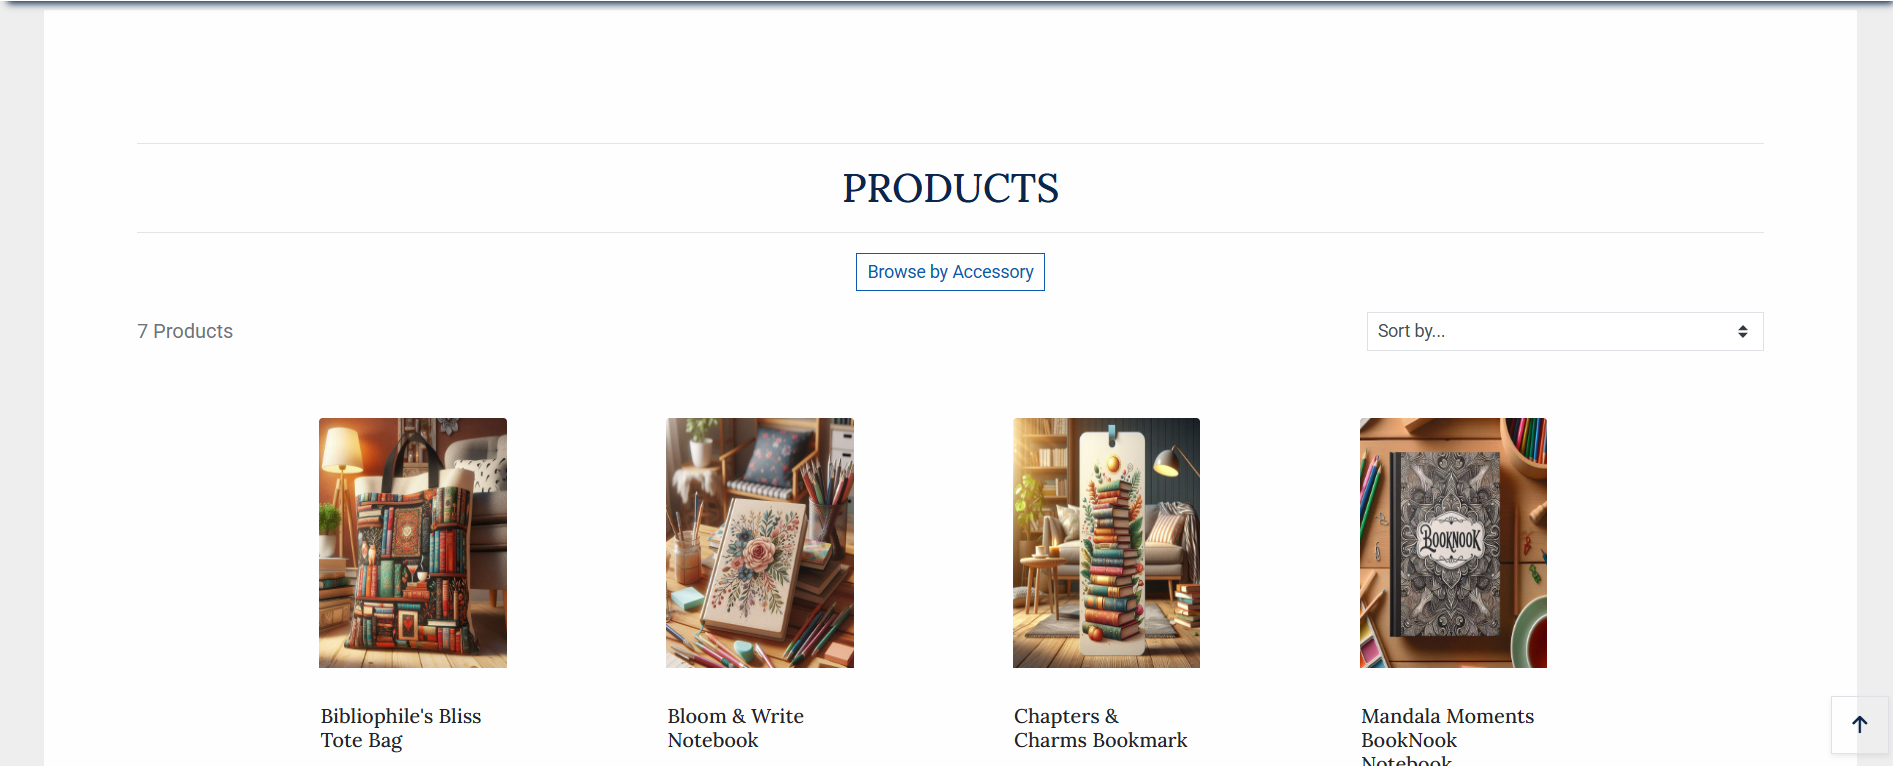 PRODUCTS
Browse by Accessory
7 Products
Sort by...
BOOKNOOK
Bibliophile's Bliss
Tote Bag
Bloom & Write
Notebook
Chapters &
Charms Bookmark
Mandala Moments
BookNook
Notebook